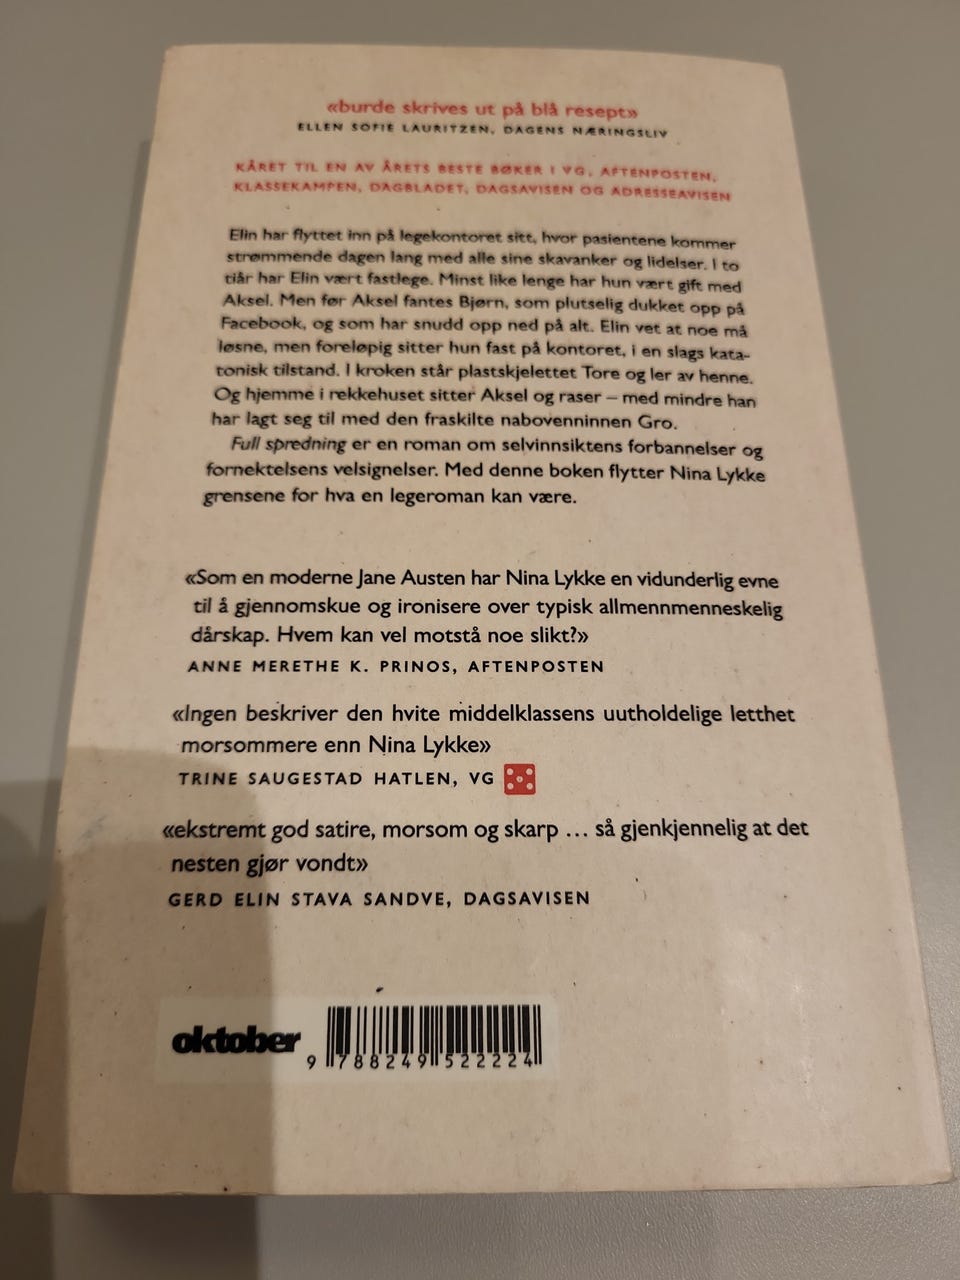 «burde skrives ut på blå resept»
ELLEN SOFIE LAURITZEN, DAGENS NÆRINGSLIV
KÅRET TIL EN AV ÅRETS BESTE BØKER I VG, AFTENPOSTEN,
KLASSEKAMPEN, DAGBLADET, DAGSAVISEN OG ADRESSEAVISEN
Elin har flyttet inn på legekontoret sitt, hvor pasientene kommer
strømmende dagen lang med alle sine skavanker og lidelser. I to
tiår har Elin vært fastlege. Minst like lenge har hun vært gift med
Aksel. Men før Aksel fantes Bjørn, som plutselig dukket opp på
Facebook, og som har snudd opp ned på alt. Elin vet at noe må
løsne, men foreløpig sitter hun fast på kontoret, i en slags kata-
tonisk tilstand. I kroken står plastskjelettet Tore og ler av henne.
Og hjemme i rekkehuset sitter Aksel og raser – med mindre han
har lagt seg til med den fraskilte nabovenninnen Gro.
Full spredning er en roman om selvinnsiktens forbannelser og
fornektelsens velsignelser. Med denne boken flytter Nina Lykke
grensene for hva en legeroman kan være.
«Som en moderne Jane Austen har Nina Lykke en vidunderlig evne
til å gjennomskue og ironisere over typisk allmennmenneskelig
dårskap. Hvem kan vel motstå noe slikt?»
ANNE MERETHE K. PRINOS, AFTENPOSTEN
«Ingen beskriver den hvite middelklassens uutholdelige letthet
morsommere enn Nina Lykke»
TRINE SAUGESTAD HATLEN, VG
«ekstremt god satire, morsom og skarp ... så gjenkjennelig at det
nesten gjør vondt»
GERD ELIN STAVA SANDVE, DAGSAVISEN
oktober
9 788249 522224